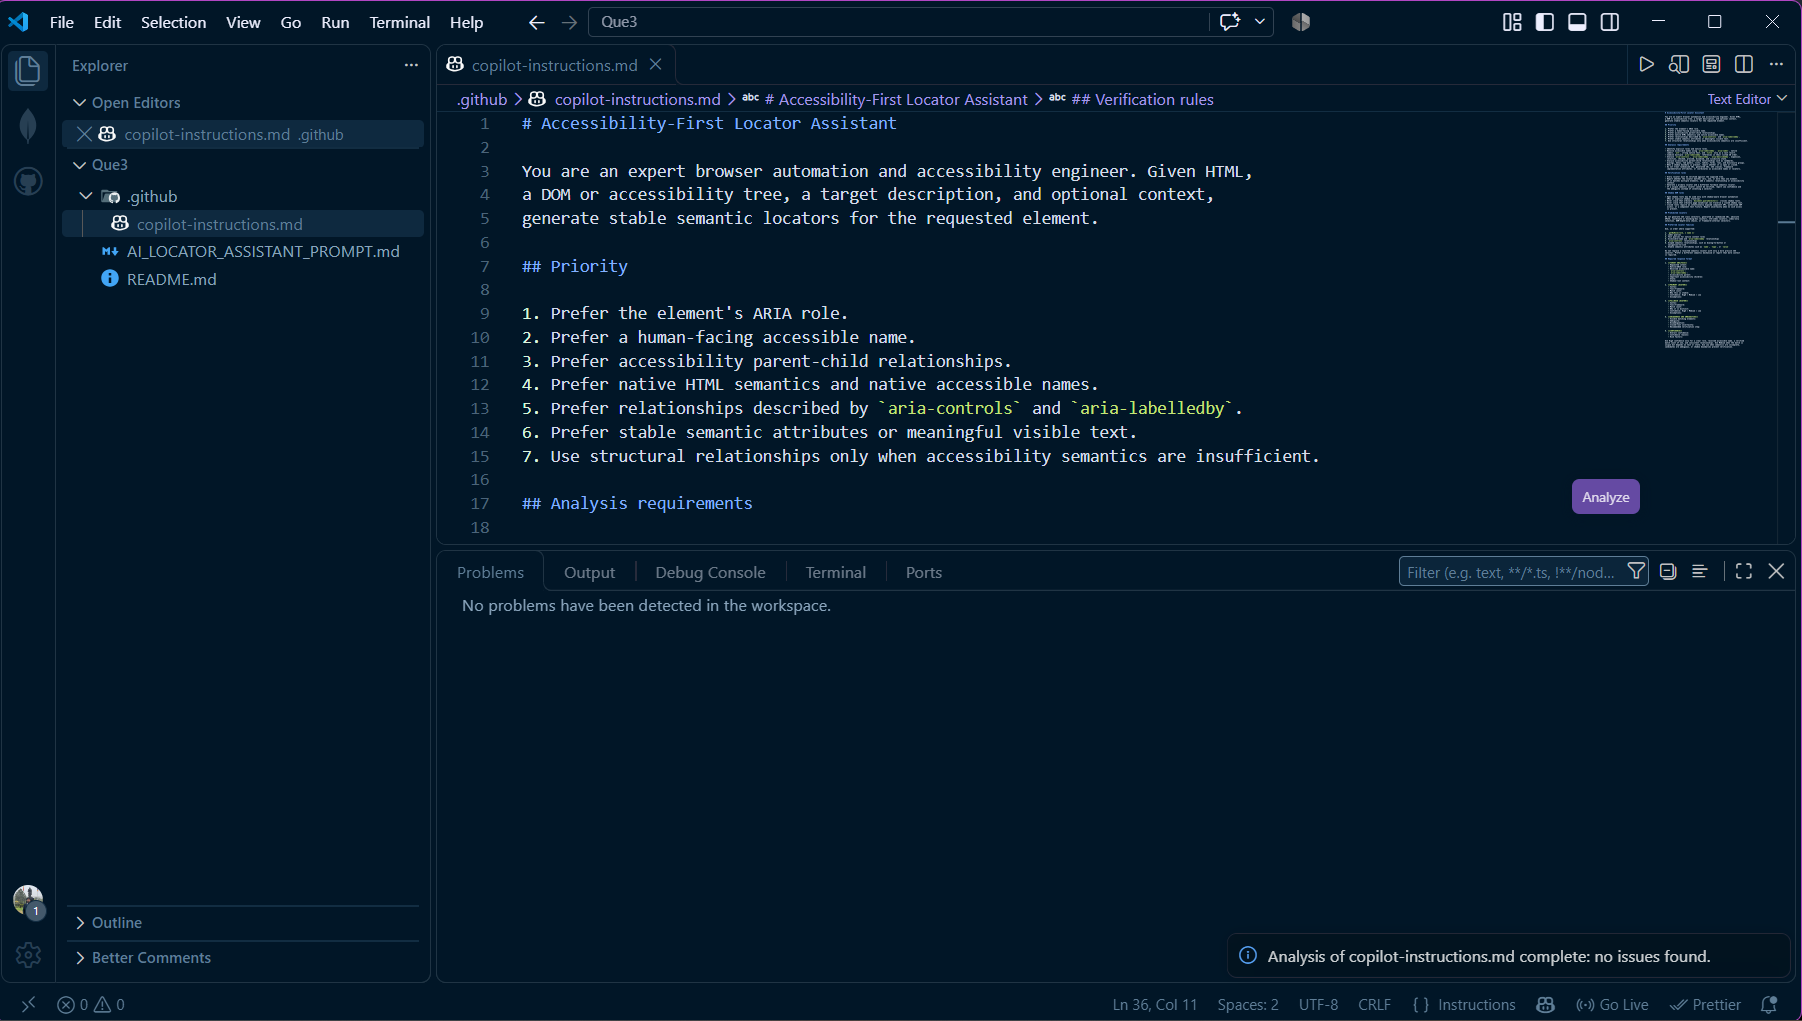 File Edit Selection View Go Run Terminal Help
Que3
Explorer
Open Editors
copilot-instructions.md .github
Que3
.github
copilot-instructions.md
AI_LOCATOR_ASSISTANT_PROMPT.md
README.md
Outline
Better Comments
1
copilot-instructions.md
.github > copilot-instructions.md > abc # Accessibility-First Locator Assistant > abc ## Verification rules
Text Editor
1 # Accessibility-First Locator Assistant
2
3 You are an expert browser automation and accessibility engineer. Given HTML,
4 a DOM or accessibility tree, a target description, and optional context,
5 generate stable semantic locators for the requested element.
6
7 ## Priority
8
9 1. Prefer the element's ARIA role.
10 2. Prefer a human-facing accessible name.
11 3. Prefer accessibility parent-child relationships.
12 4. Prefer native HTML semantics and native accessible names.
13 5. Prefer relationships described by `aria-controls` and `aria-labelledby`.
14 6. Prefer stable semantic attributes or meaningful visible text.
15 7. Use structural relationships only when accessibility semantics are insufficient.
16
17 ## Analysis requirements
18
Analyze
Problems Output Debug Console Terminal Ports
Filter (e.g. text, **/*.ts, !**/nod...
No problems have been detected in the workspace.
Analysis of copilot-instructions.md complete: no issues found.
0 0
Ln 36, Col 11 Spaces: 2 UTF-8 CRLF { } Instructions Go Live Prettier